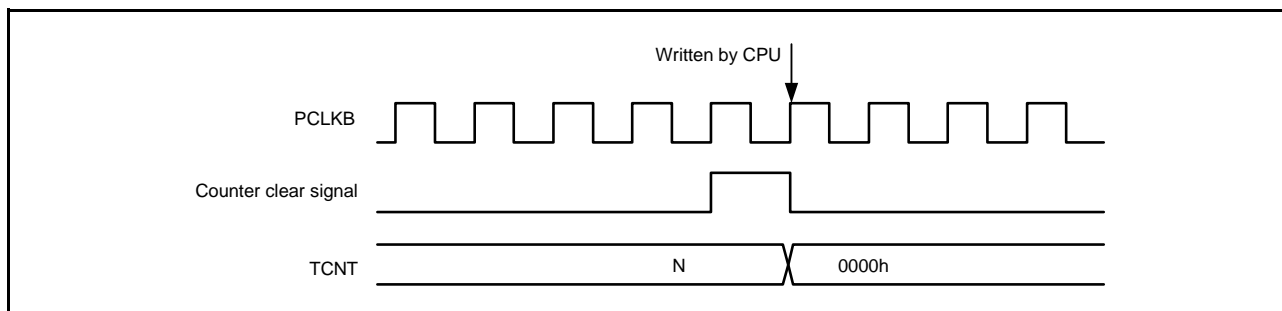 Written by CPU
PCLKB
Counter clear signal
TCNT
N
0000h